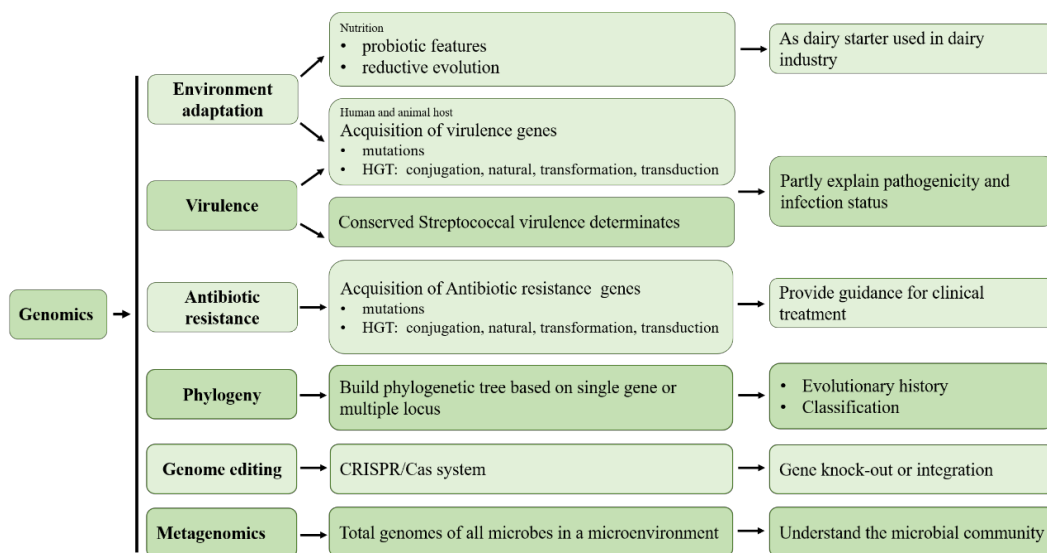 Nutrition
• probiotic features
• reductive evolution
As dairy starter used in dairy
industry
Environment
adaptation
Human and animal host
Acquisition of virulence genes
• mutations
• HGT: conjugation, natural, transformation, transduction
Partly explain pathogenicity and
infection status
Virulence
Conserved Streptococcal virulence determinates
Genomics
Antibiotic
resistance
Acquisition of Antibiotic resistance genes
• mutations
• HGT: conjugation, natural, transformation, transduction
Provide guidance for clinical
treatment
Phylogeny
Build phylogenetic tree based on single gene or
multiple locus
• Evolutionary history
• Classification
Genome editing
CRISPR/Cas system
Gene knock-out or integration
Metagenomics
Total genomes of all microbes in a microenvironment
Understand the microbial community